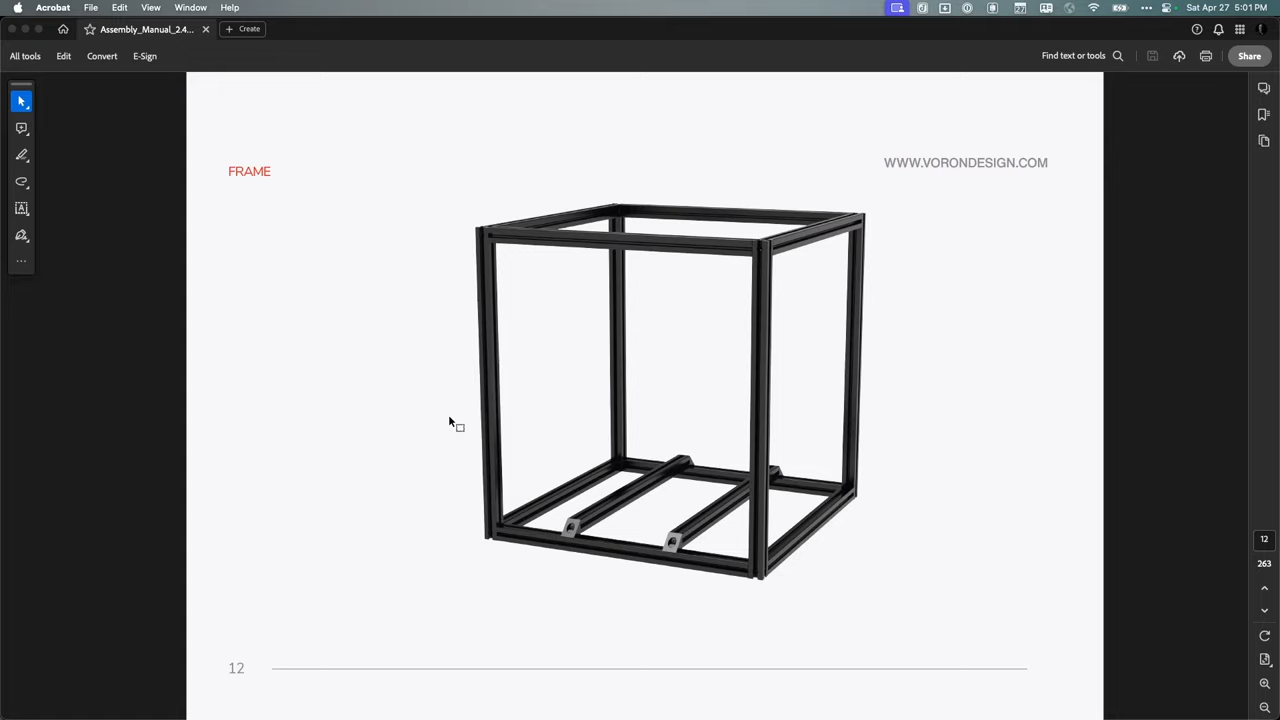 Acrobat File Edit View Window Help Sat Apr 27 5:01 PM
Assembly_Manual_2.4... Create
All tools Edit Convert E-Sign Find text or tools Share
FRAME WWW.VORONDESIGN.COM
12
263
12